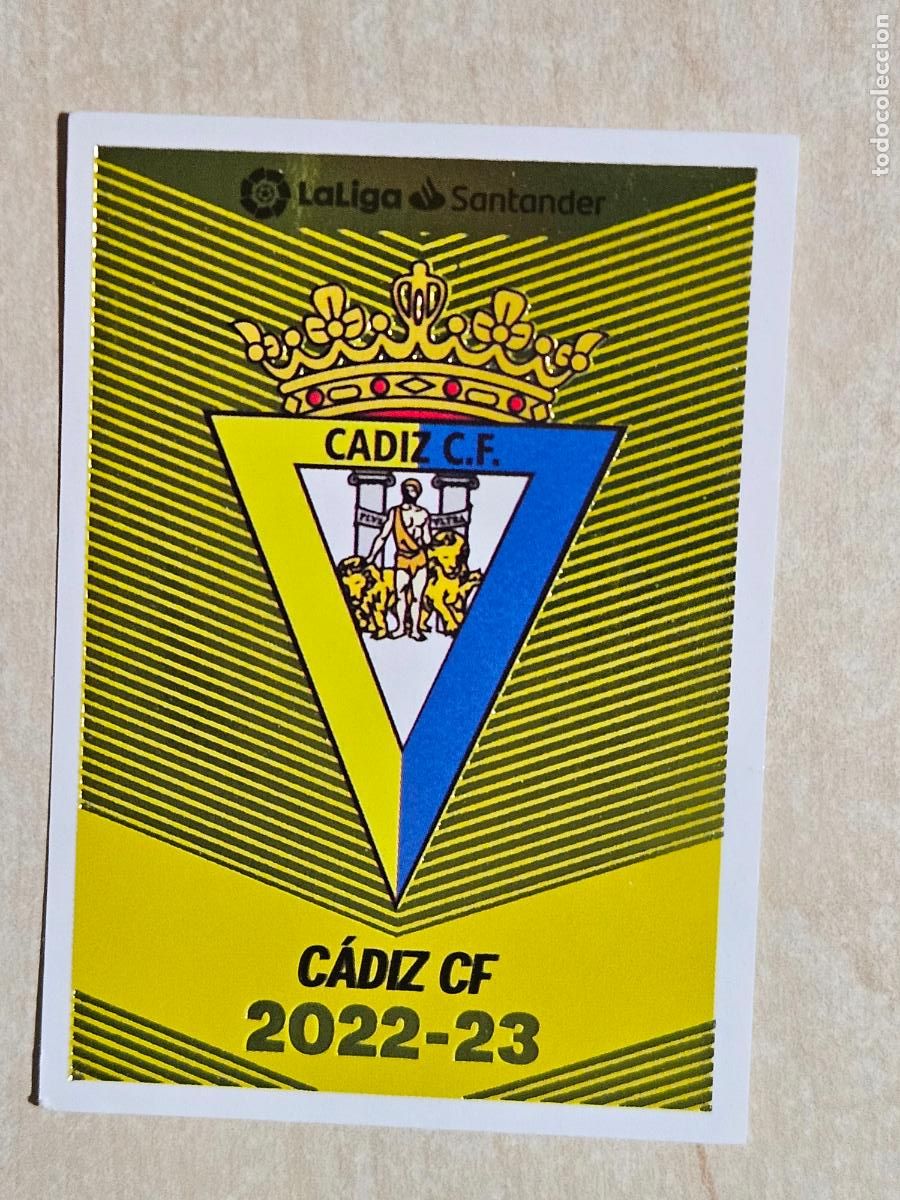 LaLiga Santander
CADIZ C.F.
PLVS VLTRA
CÁDIZ CF
2022-23
todocoleccion